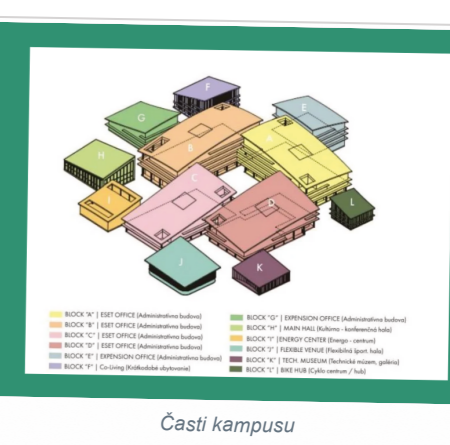 F
G
E
B
A
H
C
I
L
D
J
K
BLOCK "A" | ESET OFFICE (Administratívna budova)
BLOCK "B" | ESET OFFICE (Administratívna budova)
BLOCK "C" | ESET OFFICE (Administratívna budova)
BLOCK "D" | ESET OFFICE (Administratívna budova)
BLOCK "E" | EXPENSION OFFICE (Administratívna budova)
BLOCK "F" | Co-Living (Krátkodobé ubytovanie)
BLOCK "G" | EXPENSION OFFICE (Administratívna budova)
BLOCK "H" | MAIN HALL (Kultúrno - konferenčná hala)
BLOCK "I" | ENERGY CENTER (Energo - centrum)
BLOCK "J" | FLEXIBLE VENUE (Flexibilná šport. hala)
BLOCK "K" | TECH. MUSEUM (Technické múzem, galéria)
BLOCK "L" | BIKE HUB (Cyklo centrum / hub)
Časti kampusu